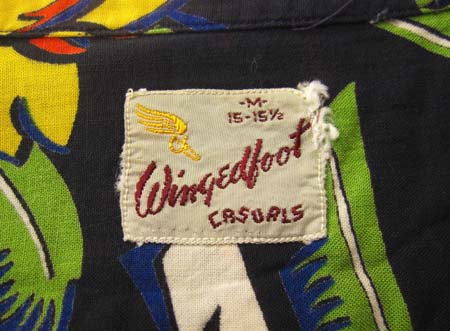 -M-
15-15½
Wingedfoot
CASUALS